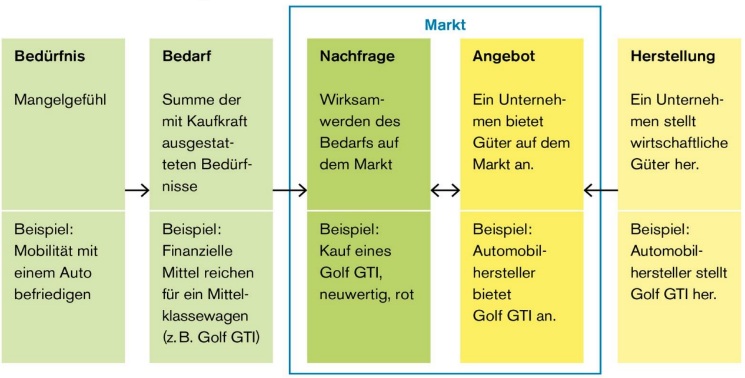 Markt
Bedürfnis
Mangelgefühl
Beispiel:
Mobilität mit
einem Auto
befriedigen
Bedarf
Summe der
mit Kaufkraft
ausgestat-
teten Bedürf-
nisse
Beispiel:
Finanzielle
Mittel reichen
für ein Mittel-
klassewagen
(z. B. Golf GTI)
Nachfrage
Wirksam-
werden des
Bedarfs auf
dem Markt
Beispiel:
Kauf eines
Golf GTI,
neuwertig, rot
Angebot
Ein Unterneh-
men bietet
Güter auf dem
Markt an.
Beispiel:
Automobil-
hersteller
bietet
Golf GTI an.
Herstellung
Ein Unterneh-
men stellt
wirtschaftliche
Güter her.
Beispiel:
Automobil-
hersteller stellt
Golf GTI her.